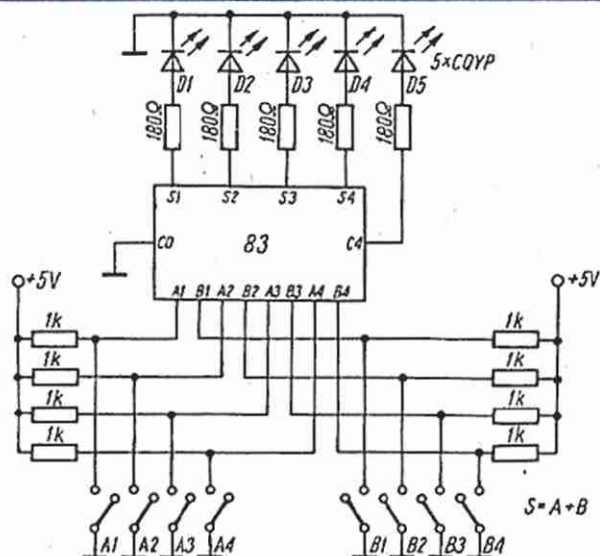 D1 D2 D3 D4 D5 5×CQYP
180Ω 180Ω 180Ω 180Ω 180Ω
S1 S2 S3 S4
C0 83 C4
A1 B1 A2 B2 A3 B3 A4 B4
+5V +5V
1k 1k
1k 1k
1k 1k
1k 1k
S=A+B
A1 A2 A3 A4 B1 B2 B3 B4